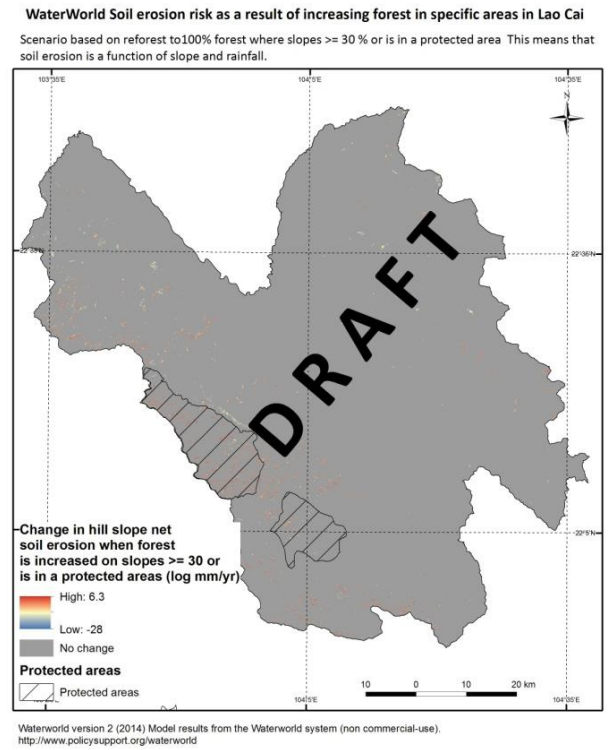 WaterWorld Soil erosion risk as a result of increasing forest in specific areas in Lao Cai
Scenario based on reforest to100% forest where slopes >= 30 % or is in a protected area  This means that
soil erosion is a function of slope and rainfall.
103°35'E
104°5'E
104°35'E
N
22°36'N
DRAFT
22°5'N
Change in hill slope net
soil erosion when forest
is increased on slopes >= 30 or
is in a protected areas (log mm/yr)
High: 6.3
Low: -28
No change
Protected areas
Protected areas
10 0 10 20 km
104°5'E
104°35'E
Waterworld version 2 (2014) Model results from the Waterworld system (non commercial-use).
http://www.policysupport.org/waterworld